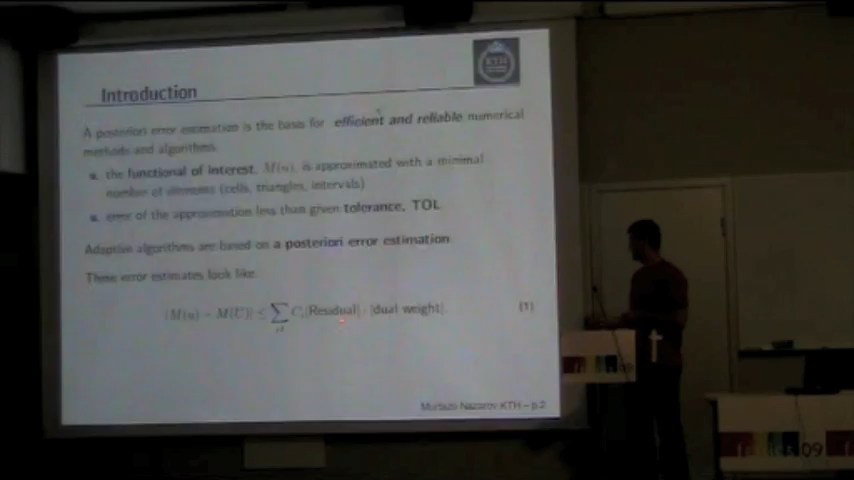 KTH
Introduction
A posteriori error estimation is the basis for efficient and reliable numerical
methods and algorithms.
the functional of interest, M(u), is approximated with a minimal
number of elements (cells, triangles, intervals)
error of the approximation less than given tolerance, TOL
Adaptive algorithms are based on a posteriori error estimation
These error estimates look like:
|M(u) − M(U)| ≤ ∑ C,|Residual| · |dual weight|. (1)
Murtazo Nazarov KTH – p.2
09